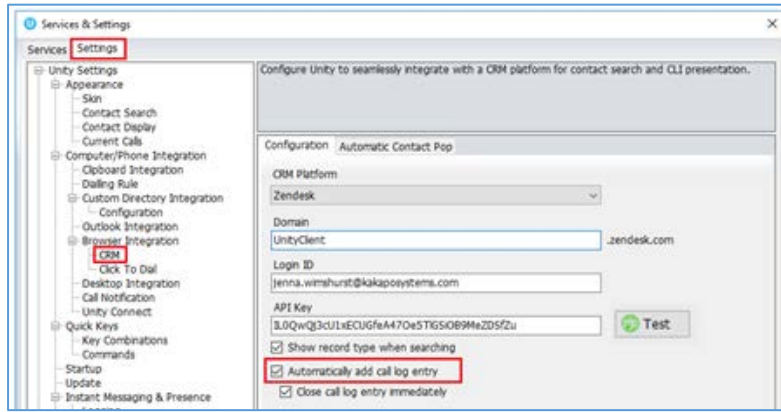 Services & Settings
Services Settings
Unity Settings
Appearance
Skin
Contact Search
Contact Display
Current Calls
Computer/Phone Integration
Clipboard Integration
Dialing Rule
Custom Directory Integration
Configuration
Outlook Integration
Browser Integration
CRM
Click To Dial
Desktop Integration
Call Notification
Unity Connect
Quick Keys
Key Combinations
Commands
Startup
Update
Instant Messaging & Presence
Configure Unity to seamlessly integrate with a CRM platform for contact search and CLI presentation.
Configuration Automatic Contact Pop
CRM Platform
Zendesk
Domain
UnityClient .zendesk.com
Login ID
jenna.wimshurst@kakaposystems.com
API Key
Test
Show record type when searching
Automatically add call log entry
Close call log entry immediately